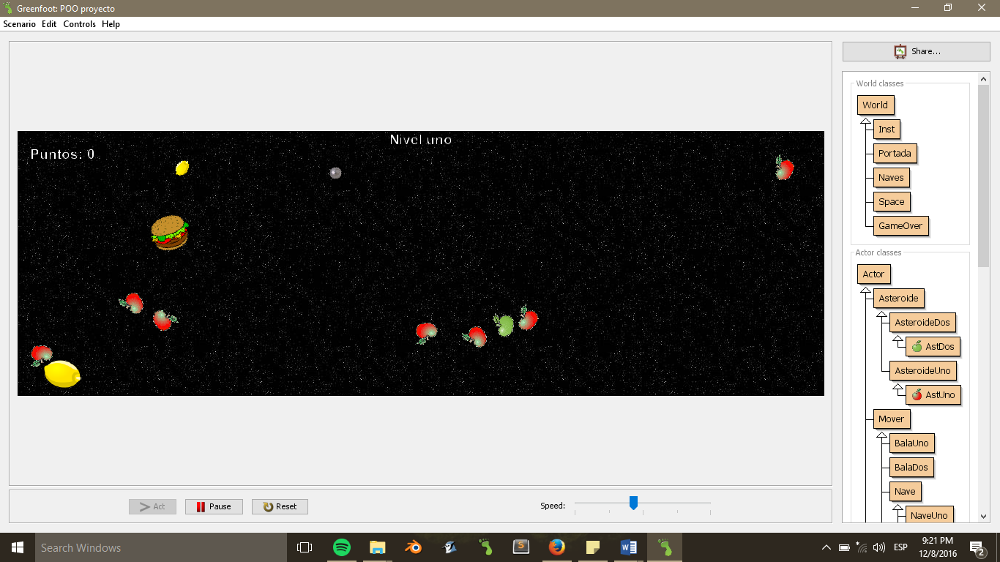 Greenfoot: POO proyecto
Scenario Edit Controls Help
Nivel uno
Puntos: 0
Act
Pause
Reset
Speed:
Share...
World classes
World
Inst
Portada
Naves
Space
GameOver
Actor classes
Actor
Asteroide
AsteroideDos
AstDos
AsteroideUno
AstUno
Mover
BalaUno
BalaDos
Nave
NaveUno
Search Windows
ESP
9:21 PM
12/8/2016
2